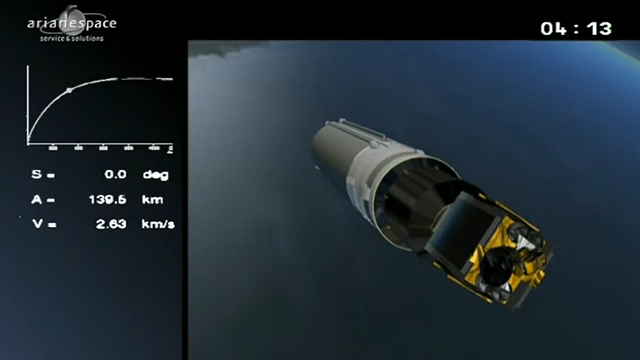 arianespace
service & solutions
04 : 13
S = 0.0 deg
A = 139.5 km
V = 2.63 km/s